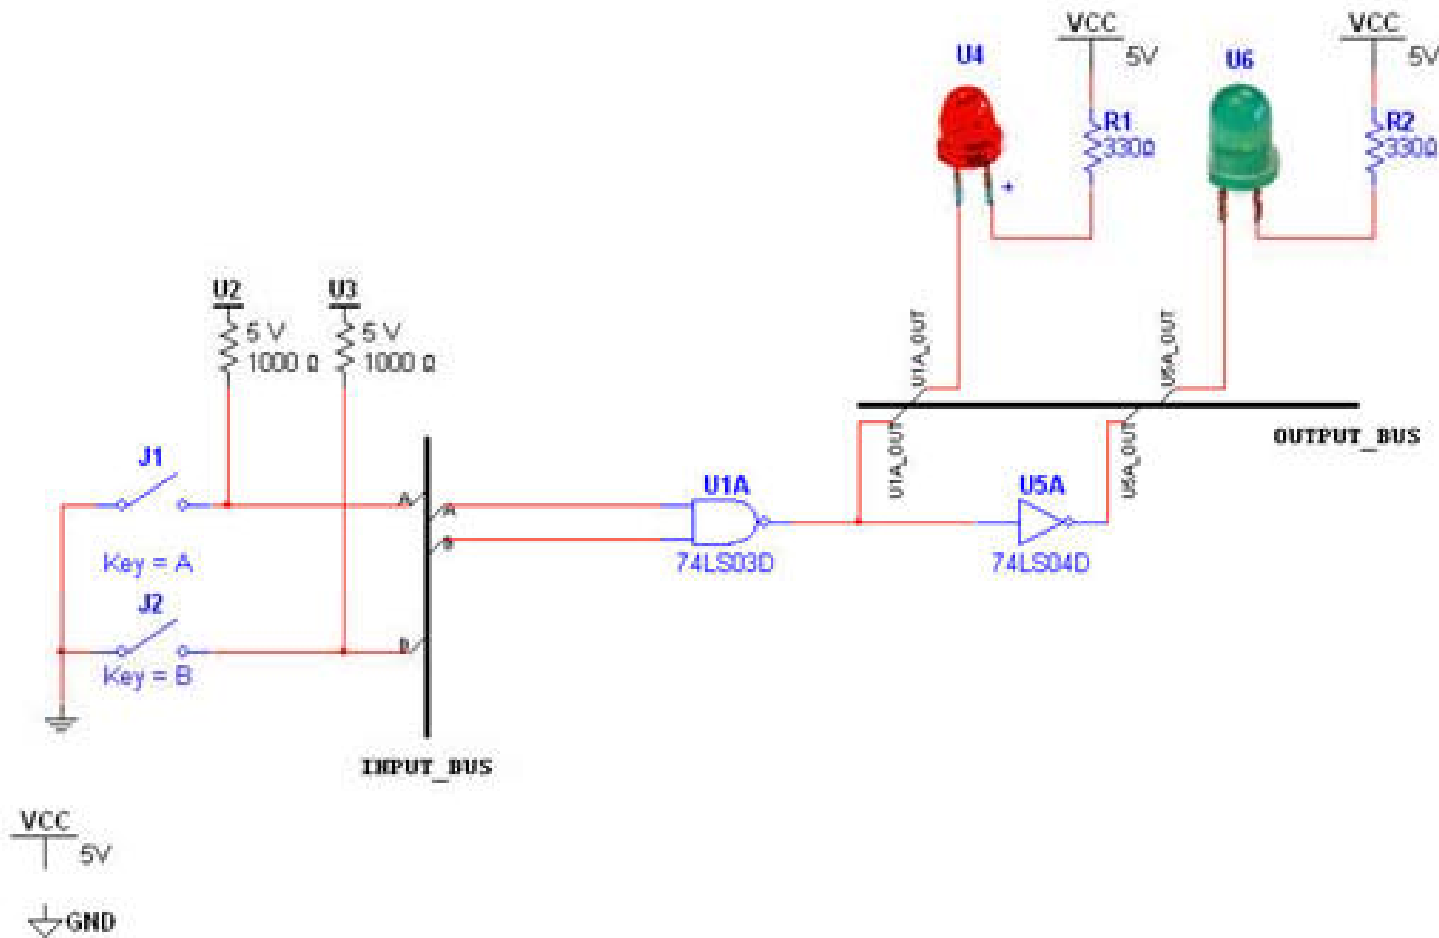 VCC
5V
U4
R1
330Ω
+
VCC
5V
U6
R2
330Ω
U2
5 V
1000 Ω
U3
5 V
1000 Ω
U1A_OUT
U5A_OUT
OUTPUT_BUS
U1A_OUT
U5A_OUT
J1
Key = A
J2
Key = B
A
A
B
B
U1A
74LS03D
U5A
74LS04D
INPUT_BUS
VCC
5V
GND